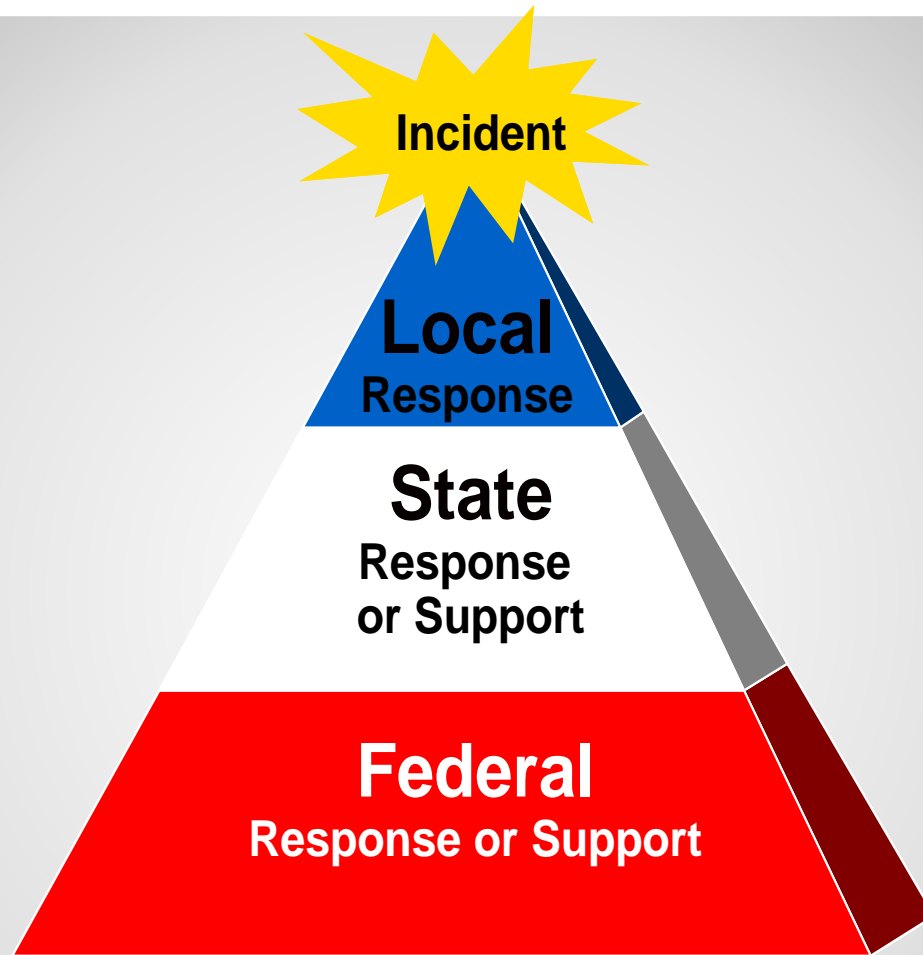 Incident
Local
Response
State
Response
or Support
Federal
Response or Support